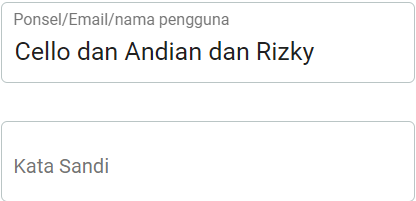 Ponsel/Email/nama pengguna
Cello dan Andian dan Rizky
Kata Sandi